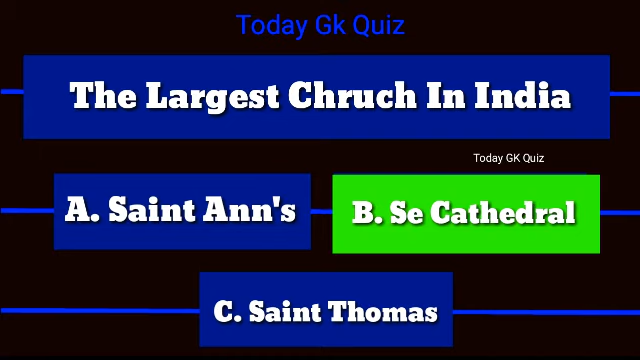 Today Gk Quiz
The Largest Chruch In India
Today GK Quiz
A. Saint Ann's
B. Se Cathedral
C. Saint Thomas